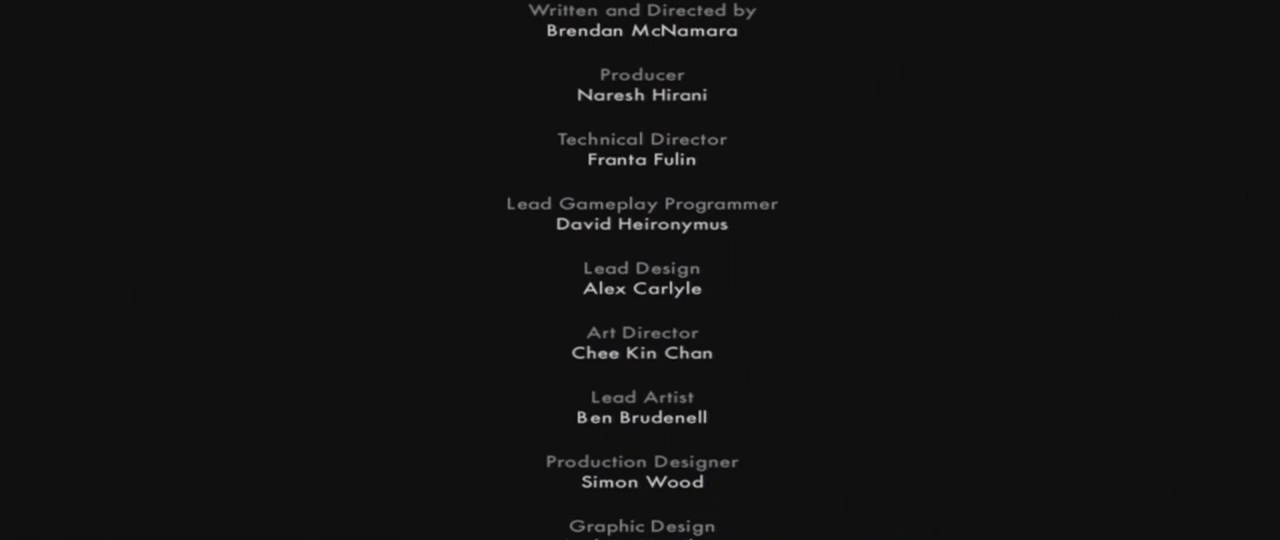 Written and Directed by
Brendan McNamara
Producer
Naresh Hirani
Technical Director
Franta Fulin
Lead Gameplay Programmer
David Heironymus
Lead Design
Alex Carlyle
Art Director
Chee Kin Chan
Lead Artist
Ben Brudenell
Production Designer
Simon Wood
Graphic Design